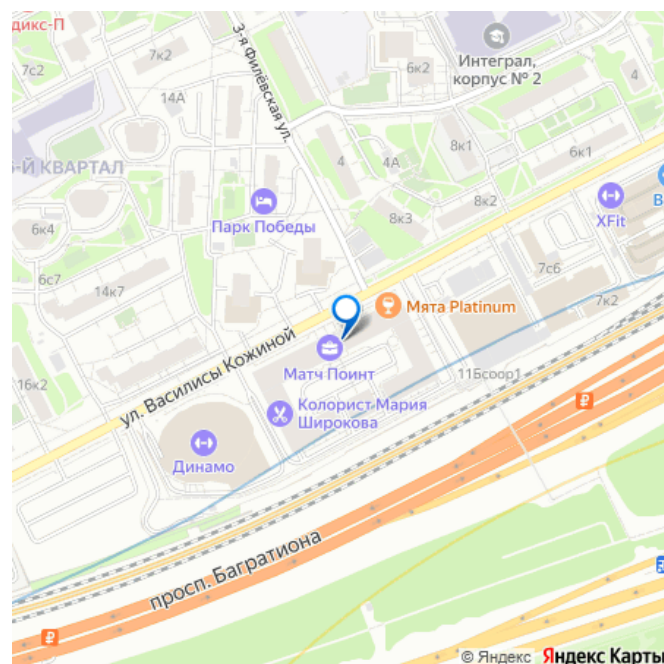 дикс-П
7с2
7к2
14А
3-я Филёвская ул.
6к2
Интеграл,
корпус № 2
4
-Й КВАРТАЛ
4
4А
8к1
6к1
8к3
8к2
XFit
В
Парк Победы
6к4
6с7
14к7
7с6
7к2
Мята Platinum
ул. Василисы Кожиной
Матч Поинт
11Бсоор1
16к2
Колорист Мария
Широкова
Динамо
просп. Багратиона
© Яндекс Яндекс Карты